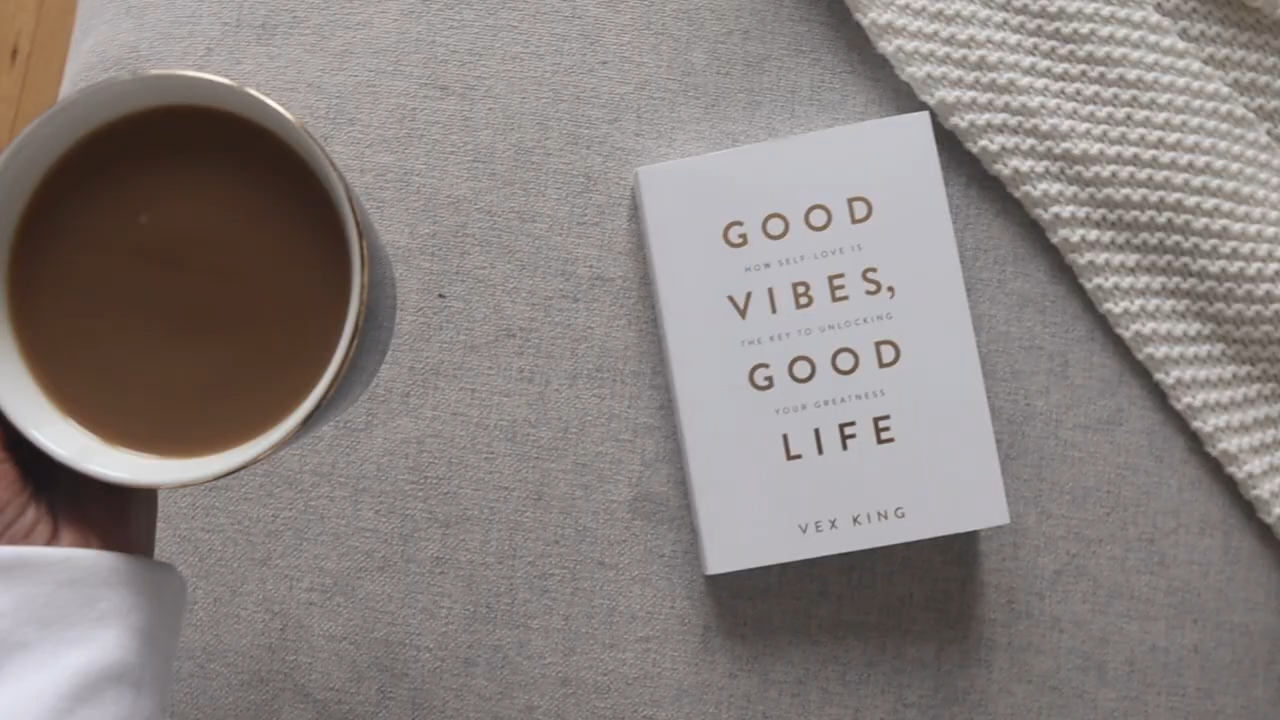 GOOD
HOW SELF-LOVE IS
VIBES,
THE KEY TO UNLOCKING
GOOD
YOUR GREATNESS
LIFE
VEX KING